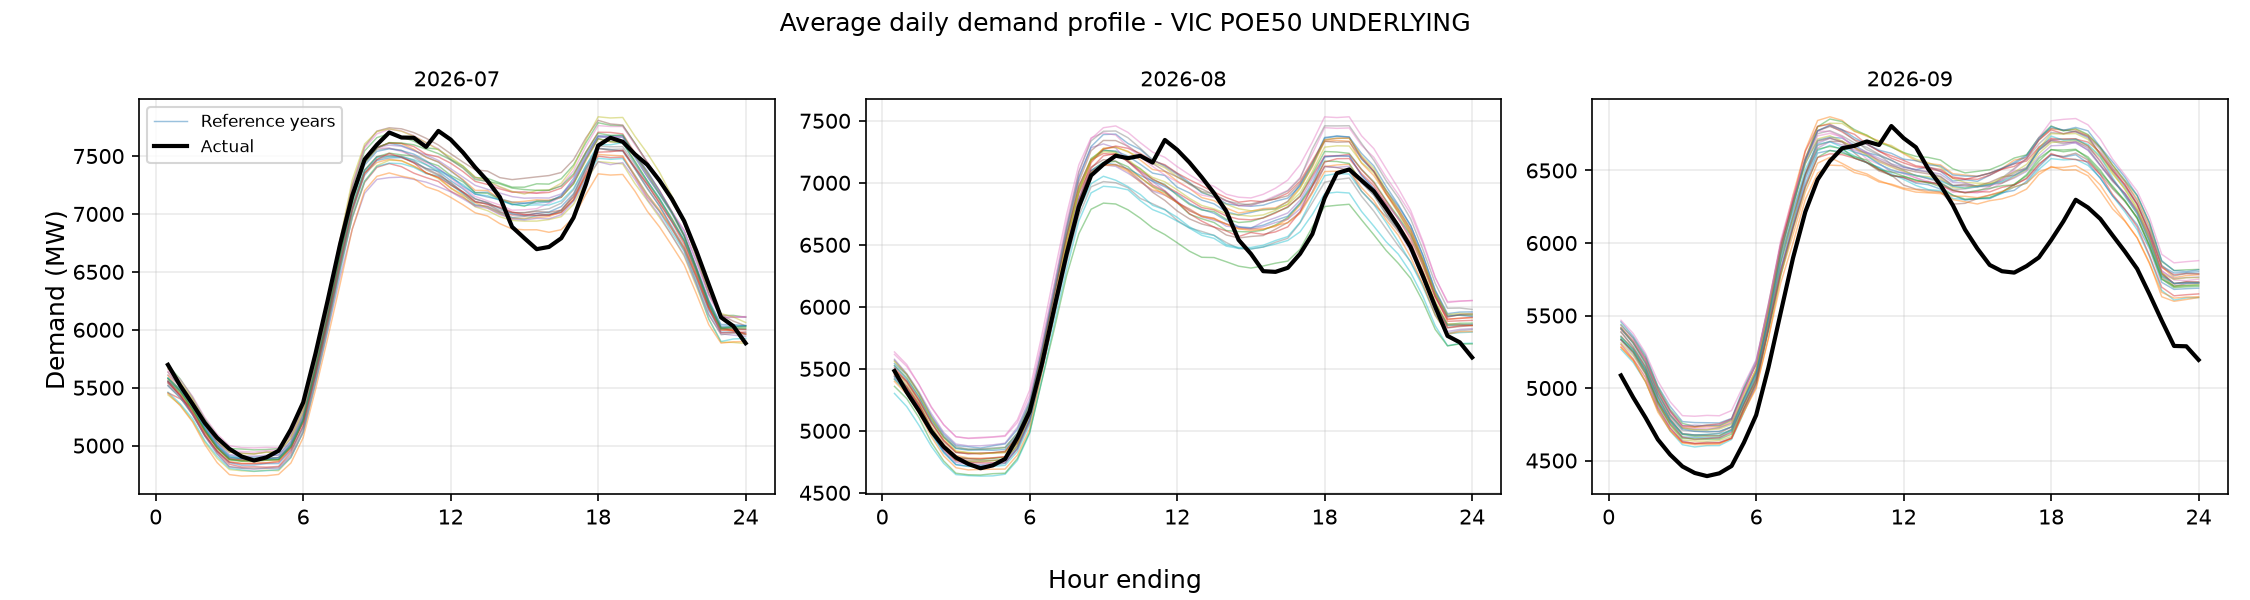 Average daily demand profile - VIC POE50 UNDERLYING
2026-07
2026-08
2026-09
Reference years
Actual
Demand (MW)
7500
7000
6500
6000
5500
5000
0 6 12 18 24
7500
7000
6500
6000
5500
5000
4500
0 6 12 18 24
6500
6000
5500
5000
4500
0 6 12 18 24
Hour ending